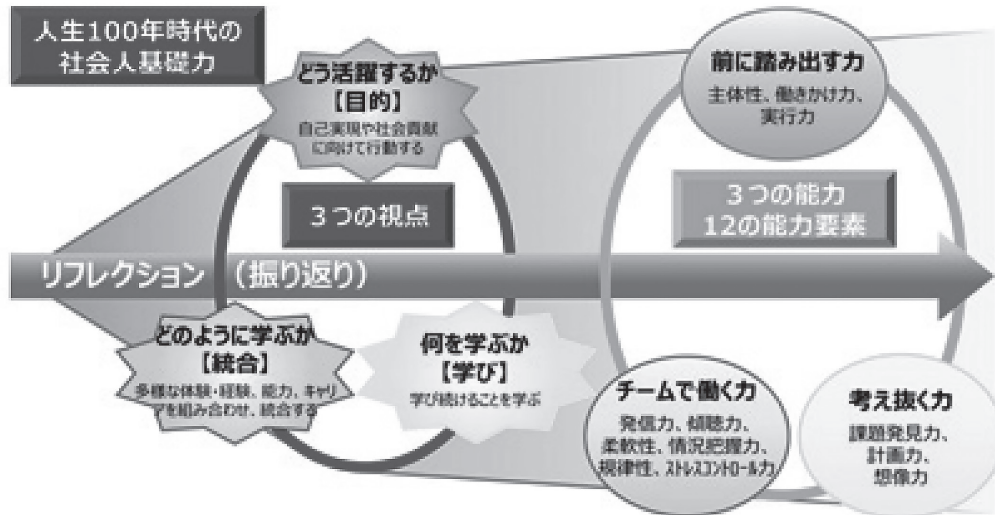 人生100年時代の
社会人基礎力
どう活躍するか
【目的】
自己実現や社会貢献
に向けて行動する
3つの視点
リフレクション（振り返り）
どのように学ぶか
【統合】
多様な体験・経験、能力、キャリ
アを組み合わせ、統合する
何を学ぶか
【学び】
学び続けることを学ぶ
前に踏み出す力
主体性、働きかけ力、
実行力
3つの能力
12の能力要素
チームで働く力
発信力、傾聴力、
柔軟性、情況把握力、
規律性、ストレスコントロール力
考え抜く力
課題発見力、
計画力、
想像力